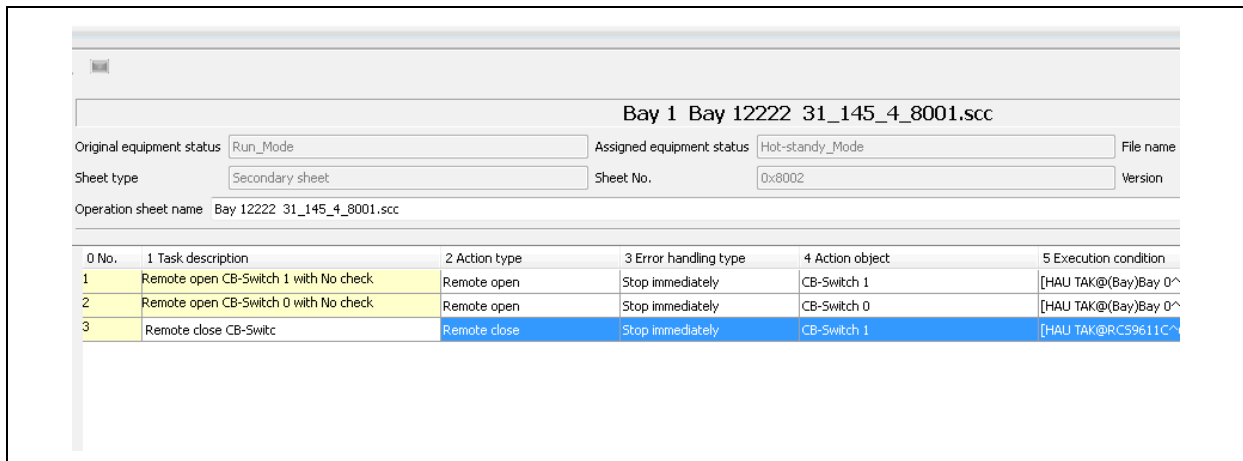 Bay 1 Bay 12222 31_145_4_8001.scc
Original equipment status Run_Mode Assigned equipment status Hot-standy_Mode File name
Sheet type Secondary sheet Sheet No. 0x8002 Version
Operation sheet name Bay 12222 31_145_4_8001.scc
0 No. 1 Task description 2 Action type 3 Error handling type 4 Action object 5 Execution condition
1 Remote open CB-Switch 1 with No check Remote open Stop immediately CB-Switch 1 [HAU TAK@(Bay)Bay 0^
2 Remote open CB-Switch 0 with No check Remote open Stop immediately CB-Switch 0 [HAU TAK@(Bay)Bay 0^
3 Remote close CB-Switc Remote close Stop immediately CB-Switch 1 [HAU TAK@RCS9611C^